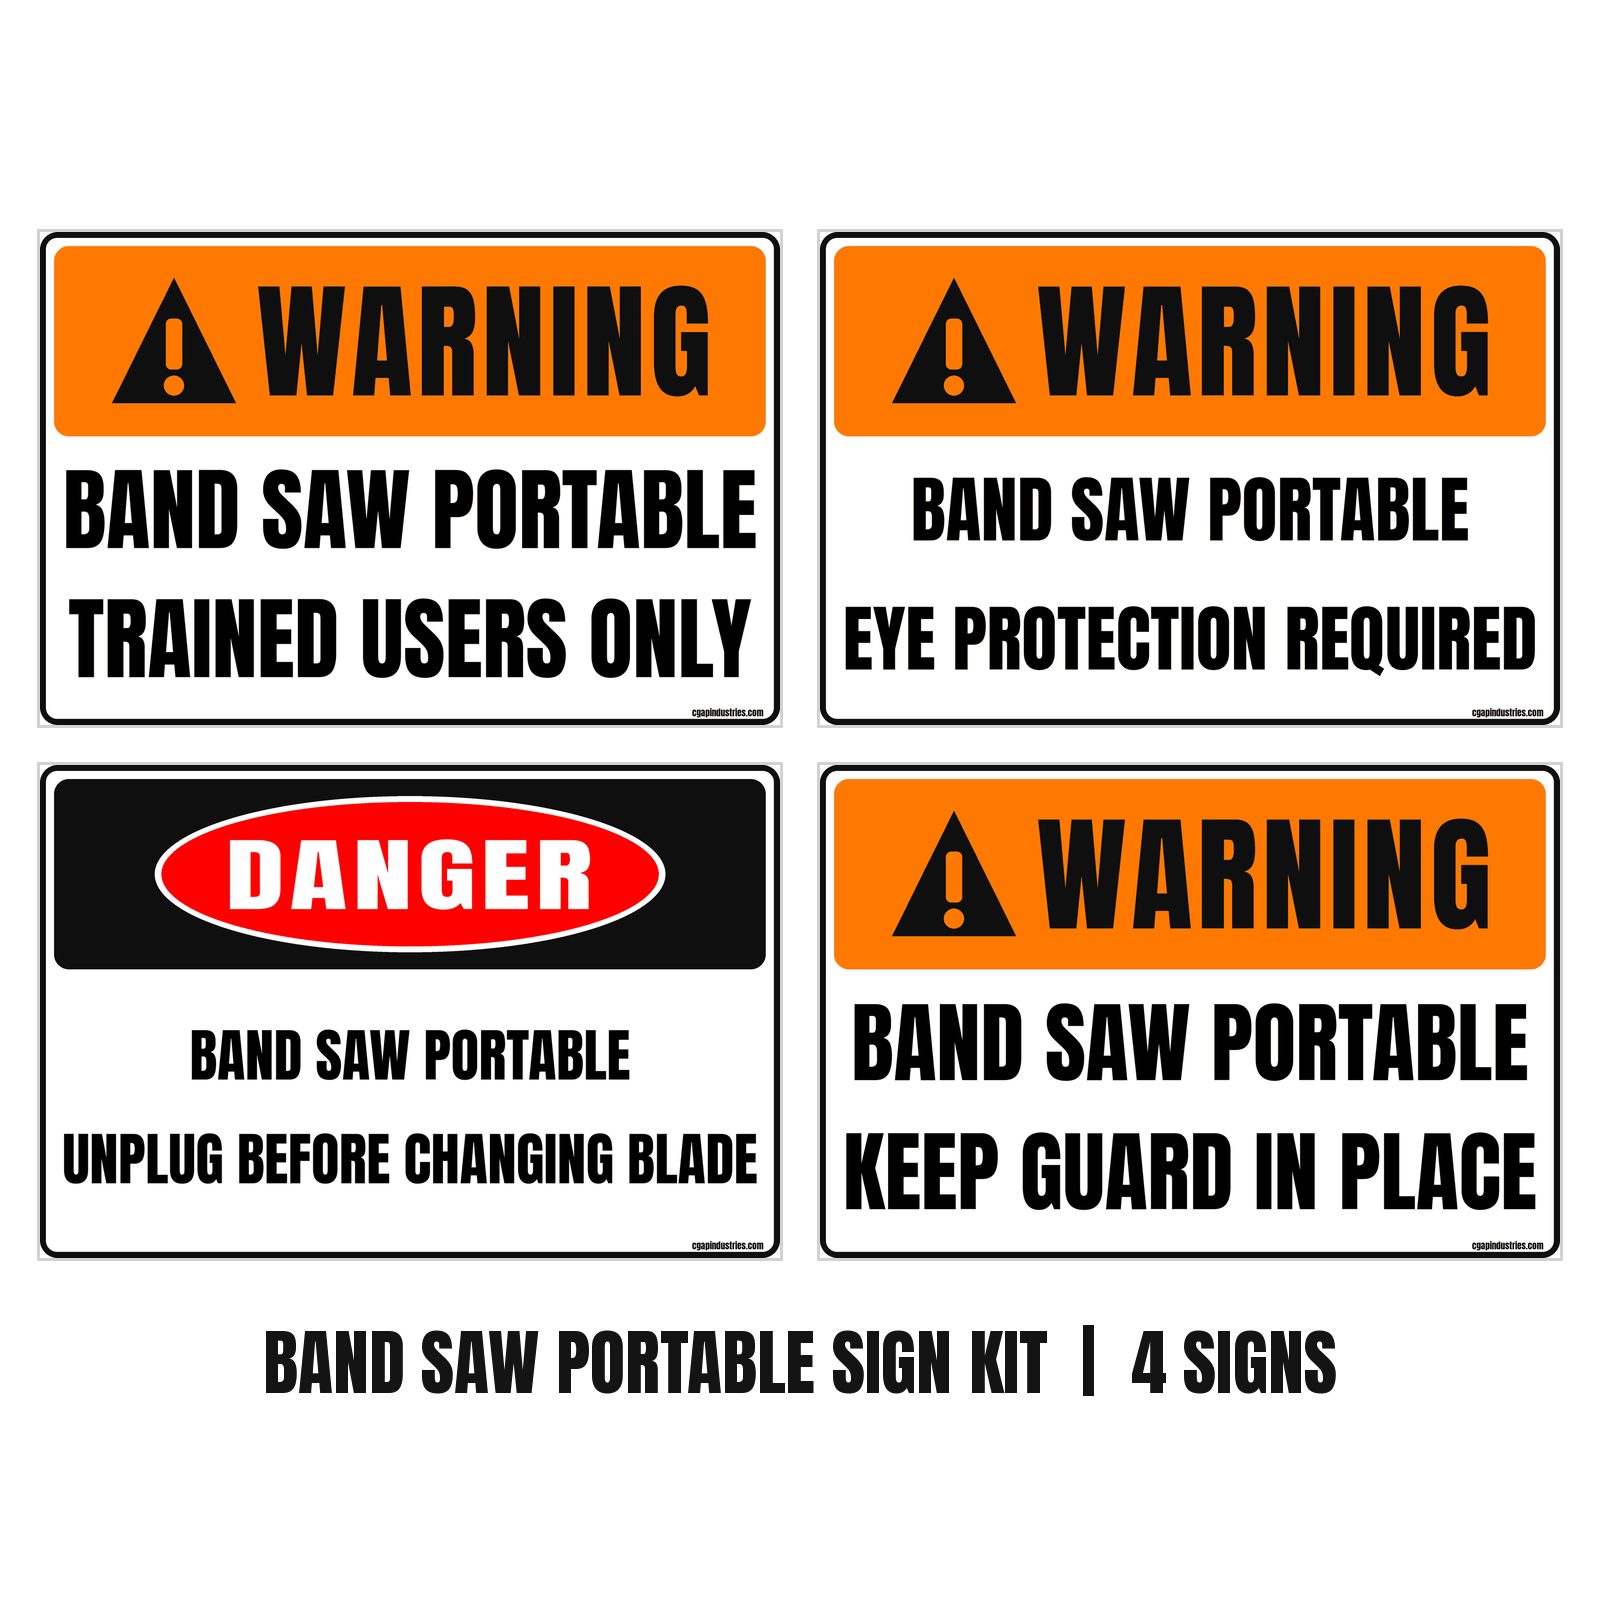 WARNING
BAND SAW PORTABLE
TRAINED USERS ONLY
cgapindustries.com
WARNING
BAND SAW PORTABLE
EYE PROTECTION REQUIRED
cgapindustries.com
DANGER
BAND SAW PORTABLE
UNPLUG BEFORE CHANGING BLADE
cgapindustries.com
WARNING
BAND SAW PORTABLE
KEEP GUARD IN PLACE
cgapindustries.com
BAND SAW PORTABLE SIGN KIT | 4 SIGNS